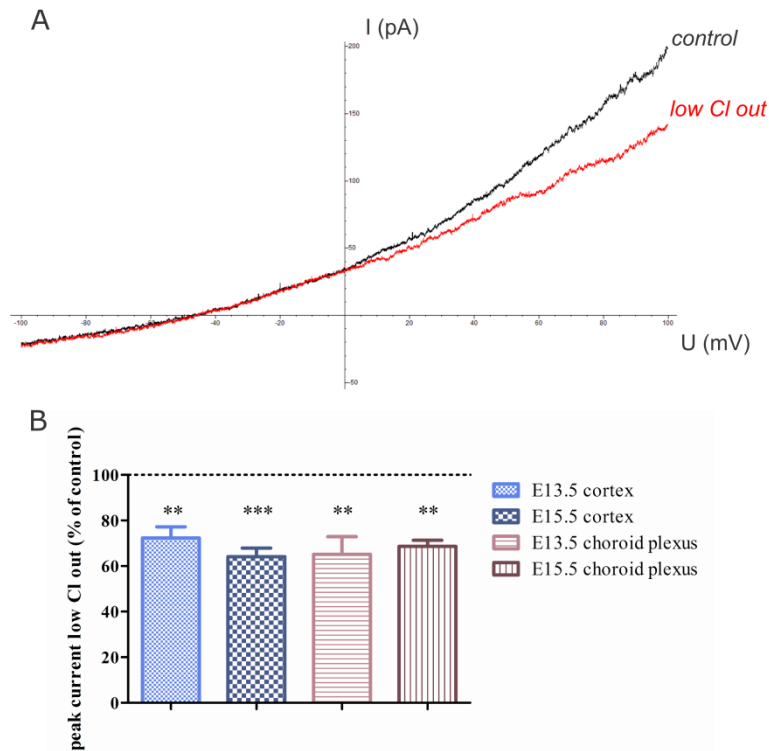 A
I (pA)
control
low Cl out
200
150
100
50
-100
-80
-60
-40
-20
20
40
60
80
100
U (mV)
-50
B
peak current low Cl out (% of control)
100
80
60
40
20
0
**
***
**
**
E13.5 cortex
E15.5 cortex
E13.5 choroid plexus
E15.5 choroid plexus